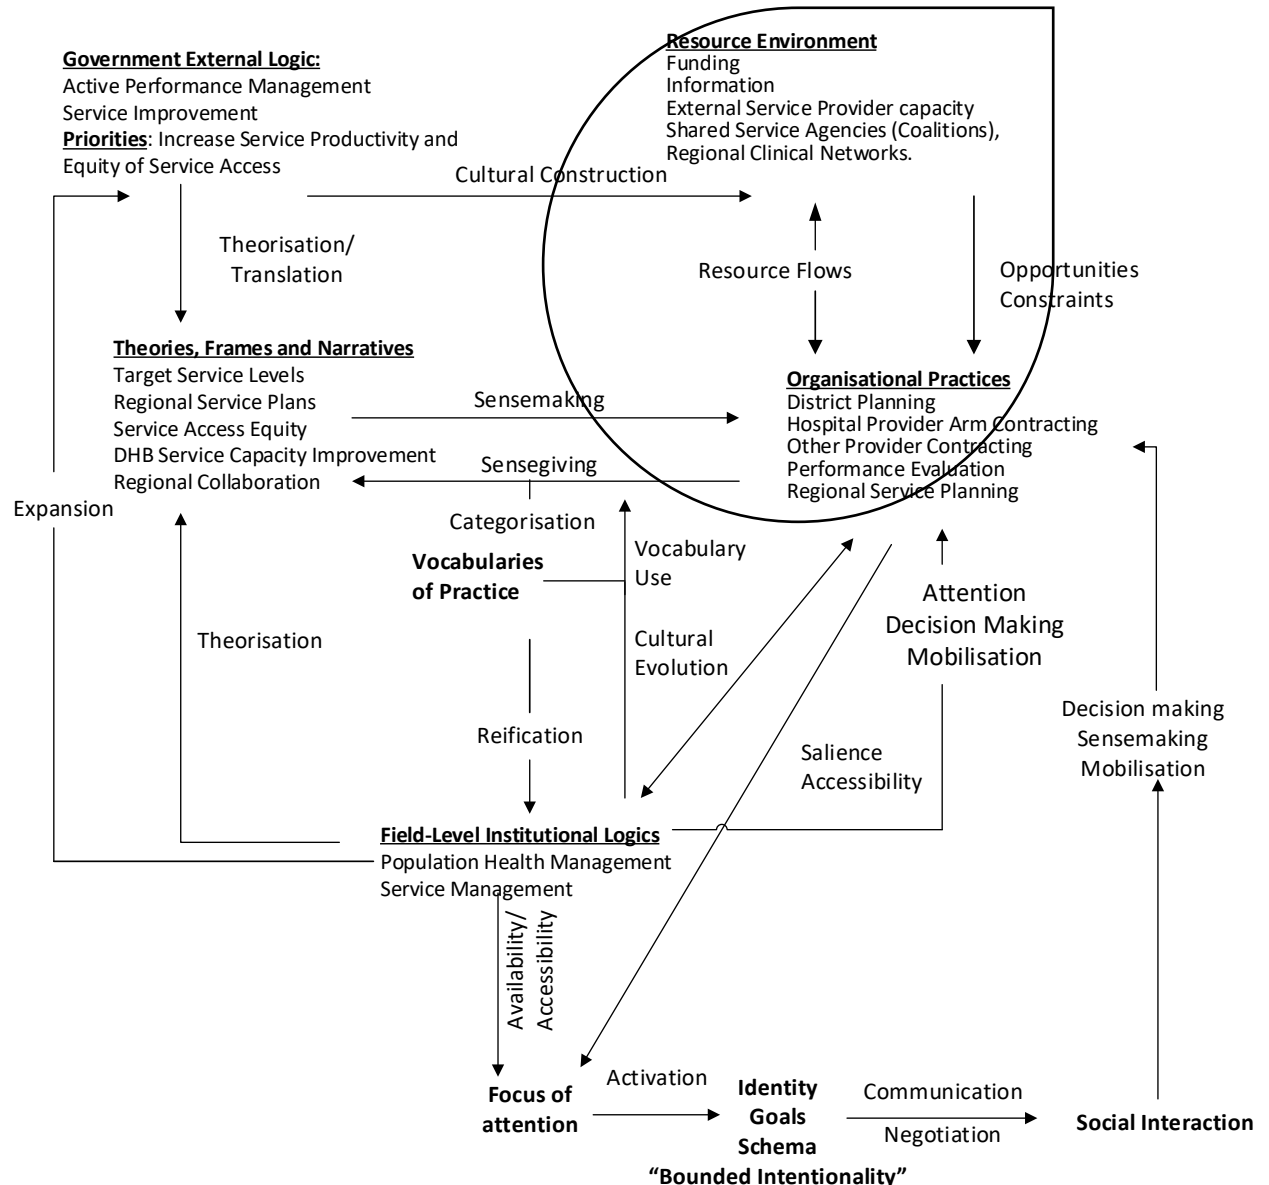 Government External Logic:
Active Performance Management
Service Improvement
Priorities: Increase Service Productivity and
Equity of Service Access
Resource Environment
Funding
Information
External Service Provider capacity
Shared Service Agencies (Coalitions),
Regional Clinical Networks.
Cultural Construction
Theorisation/
Translation
Resource Flows
Opportunities
Constraints
Theories, Frames and Narratives
Target Service Levels
Regional Service Plans
Service Access Equity
DHB Service Capacity Improvement
Regional Collaboration
Sensemaking
Sensegiving
Organisational Practices
District Planning
Hospital Provider Arm Contracting
Other Provider Contracting
Performance Evaluation
Regional Service Planning
Expansion
Categorisation
Vocabularies
of Practice
Vocabulary
Use
Attention
Decision Making
Mobilisation
Theorisation
Cultural
Evolution
Reification
Salience
Accessibility
Decision making
Sensemaking
Mobilisation
Field-Level Institutional Logics
Population Health Management
Service Management
Availability/
Accessibility
Focus of
attention
Activation
Identity
Goals
Schema
“Bounded Intentionality”
Communication
Negotiation
Social Interaction